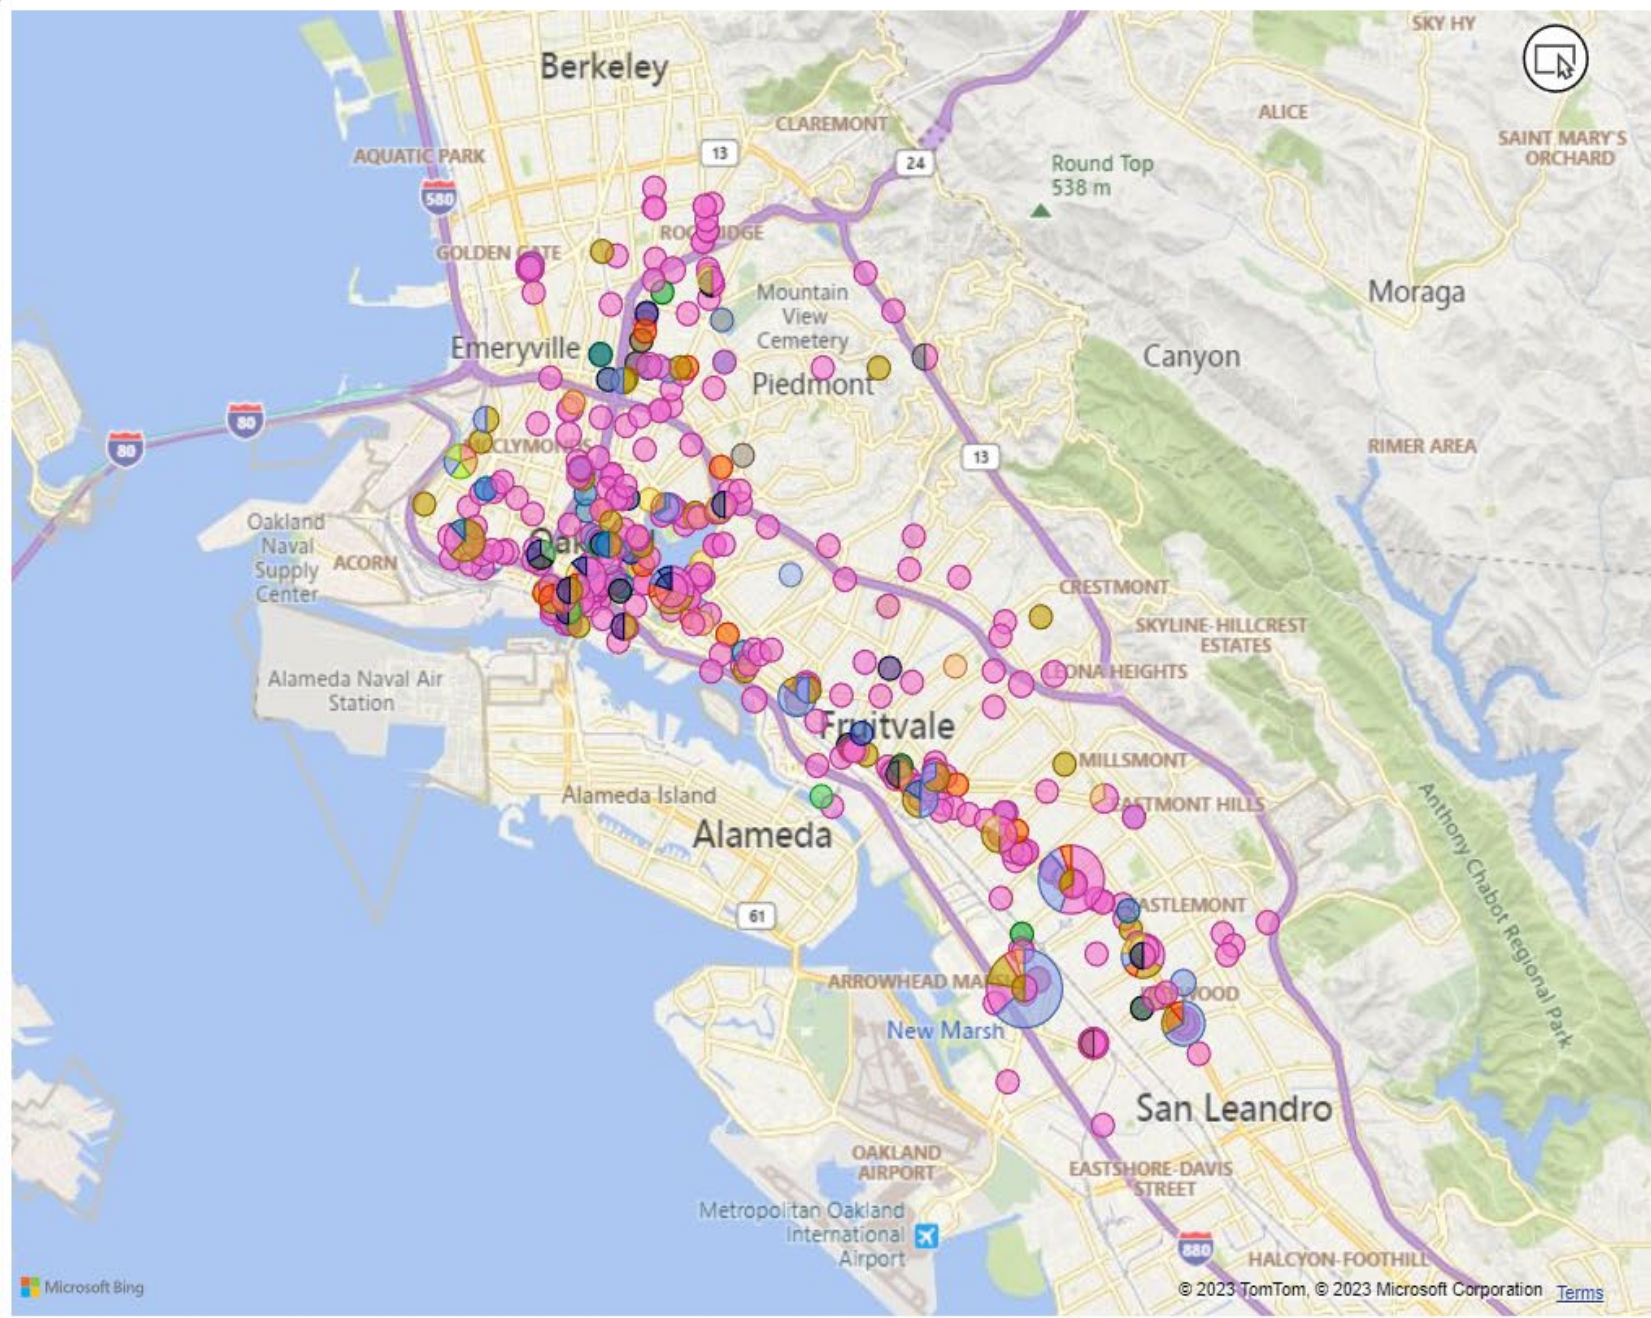 SKY HY
Berkeley
ALICE
CLAREMONT
SAINT MARY'S
ORCHARD
AQUATIC PARK
13
24
Round Top
538 m
580
GOLDEN GATE
Mountain
View
Cemetery
Moraga
Emeryville
Canyon
Piedmont
80
80
13
RIMER AREA
Oakland
Naval
Supply
Center
ACORN
CRESTMONT
SKYLINE-HILLCREST
ESTATES
Alameda Naval Air
Station
Fruitvale
MILLSMONT
Alameda Island
Alameda
Anthony Chabot Regional Park
61
ARROWHEAD
New Marsh
San Leandro
OAKLAND
AIRPORT
EASTSHORE-DAVIS
STREET
Metropolitan Oakland
International
Airport
880
HALCYON-FOOTHILL
Microsoft Bing
© 2023 TomTom, © 2023 Microsoft Corporation Terms